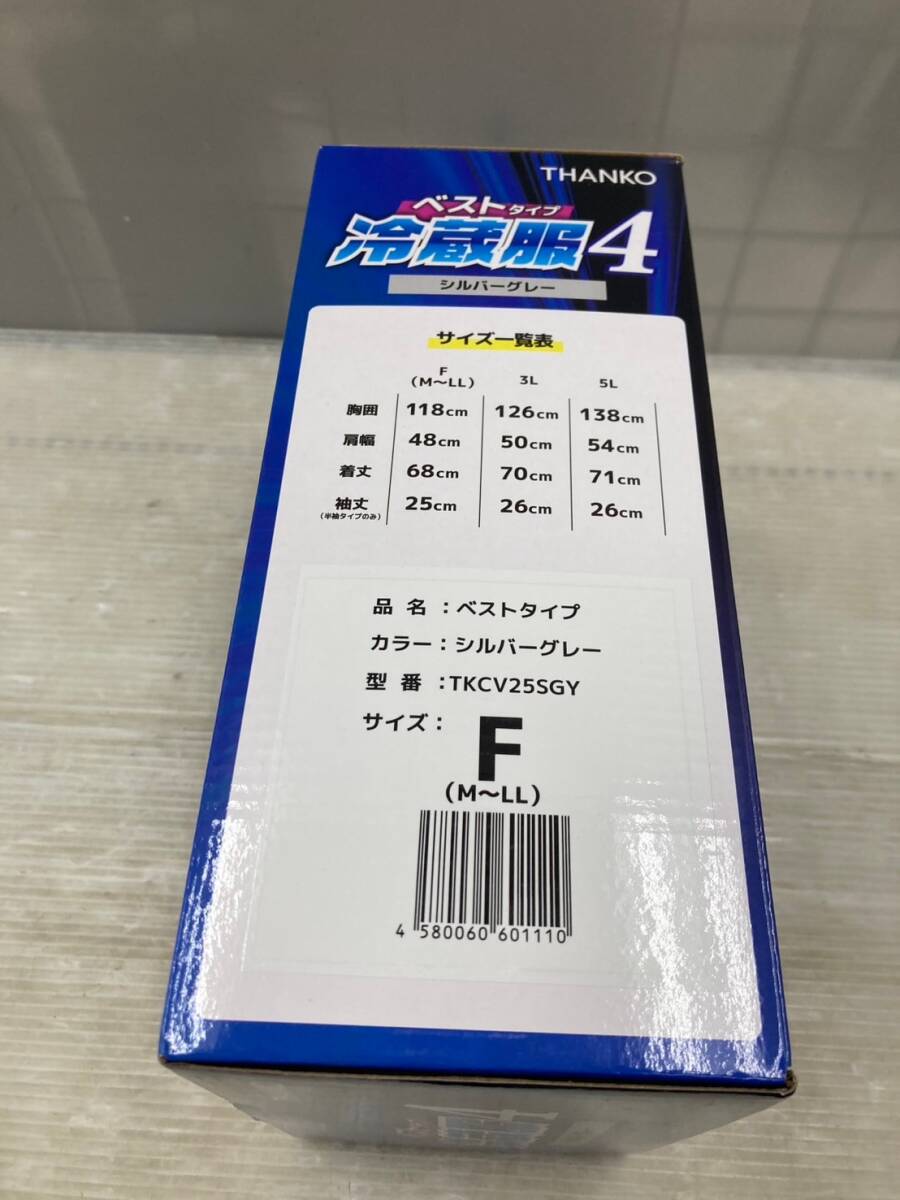 THANKO
ベストタイプ
冷蔵服4
シルバーグレー
サイズ一覧表
F（M〜LL） 3L 5L
胸囲 118cm 126cm 138cm
肩幅 48cm 50cm 54cm
着丈 68cm 70cm 71cm
袖丈（半袖タイプのみ） 25cm 26cm 26cm
品 名：ベストタイプ
カラー：シルバーグレー
型 番：TKCV25SGY
サイズ：F
（M〜LL）
4 580060 601110